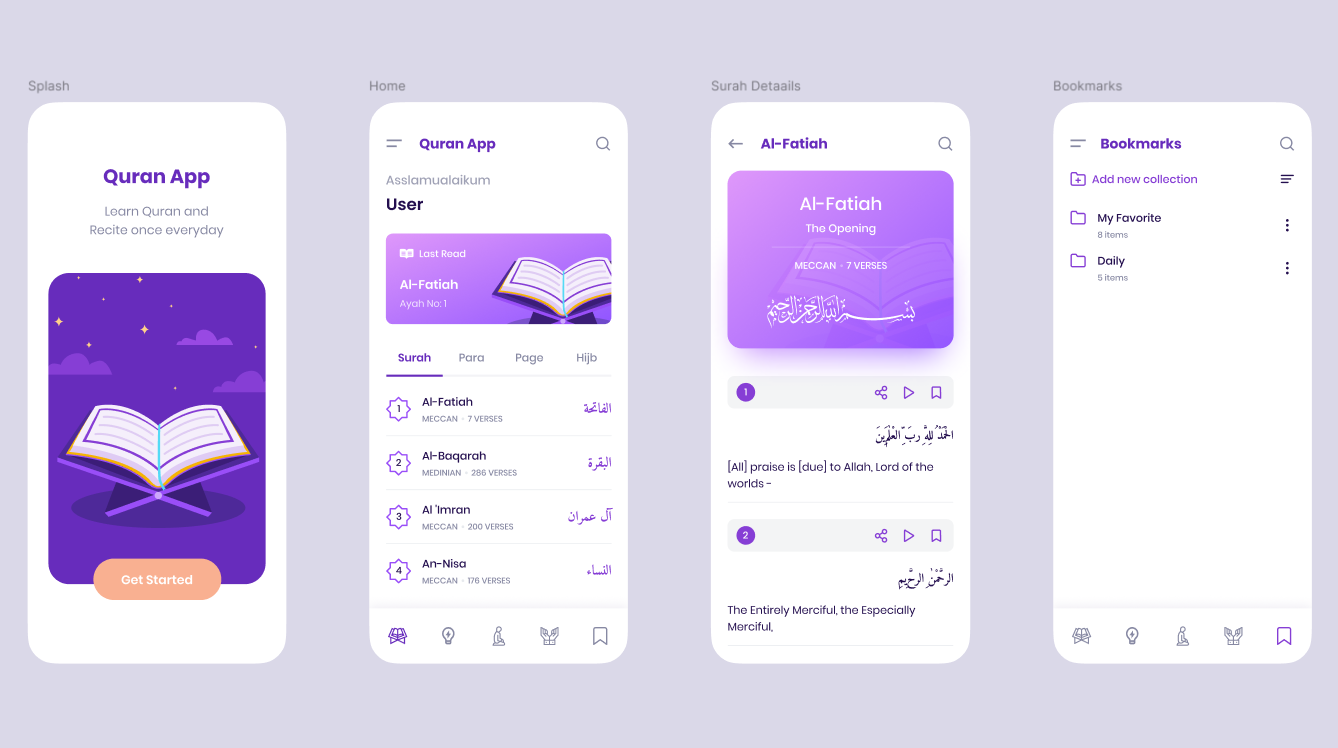 Splash
Quran App
Learn Quran and
Recite once everyday
Get Started
Home
Quran App
Asslamualaikum
User
Last Read
Al-Fatiah
Ayah No: 1
Surah Para Page Hijb
1 Al-Fatiah الفاتحة
MECCAN • 7 VERSES
2 Al-Baqarah البقرة
MEDINIAN • 286 VERSES
3 Al 'Imran آل عمران
MECCAN • 200 VERSES
4 An-Nisa النساء
MECCAN • 176 VERSES
Surah Detaails
Al-Fatiah
Al-Fatiah
The Opening
MECCAN • 7 VERSES
بسم الله الرحمن الرحيم
1
الْحَمْدُ لِلَّهِ رَبِّ الْعَٰلَمِينَ
[All] praise is [due] to Allah, Lord of the
worlds -
2
الرَّحْمَٰنِ الرَّحِيمِ
The Entirely Merciful, the Especially
Merciful,
Bookmarks
Bookmarks
Add new collection
My Favorite
8 items
Daily
5 items